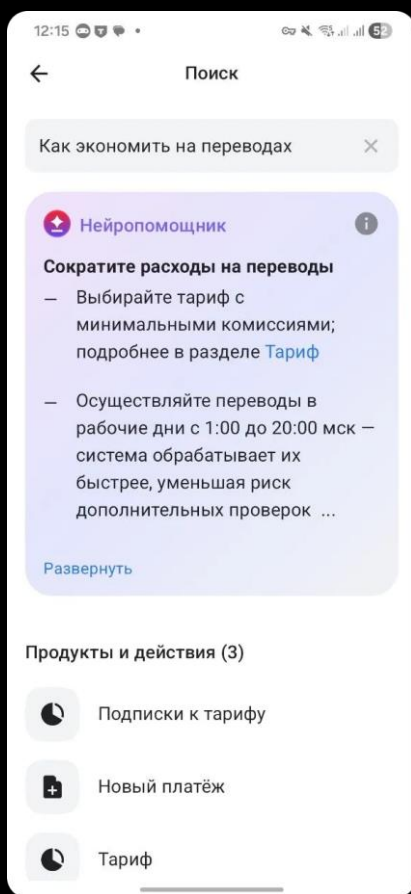 12:15
52
Поиск
Как экономить на переводах
Нейропомощник
Сократите расходы на переводы
— Выбирайте тариф с
минимальными комиссиями;
подробнее в разделе Тариф
— Осуществляйте переводы в
рабочие дни с 1:00 до 20:00 мск —
система обрабатывает их
быстрее, уменьшая риск
дополнительных проверок ...
Развернуть
Продукты и действия (3)
Подписки к тарифу
Новый платёж
Тариф